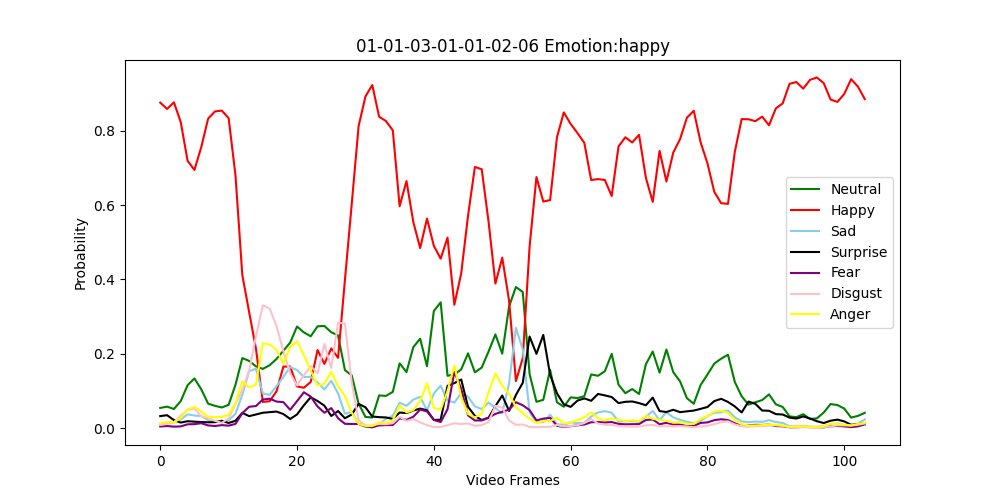 01-01-03-01-01-02-06 Emotion:happy
Probability
0.8
0.6
0.4
0.2
0.0
0
20
40
60
80
100
Video Frames
Neutral
Happy
Sad
Surprise
Fear
Disgust
Anger